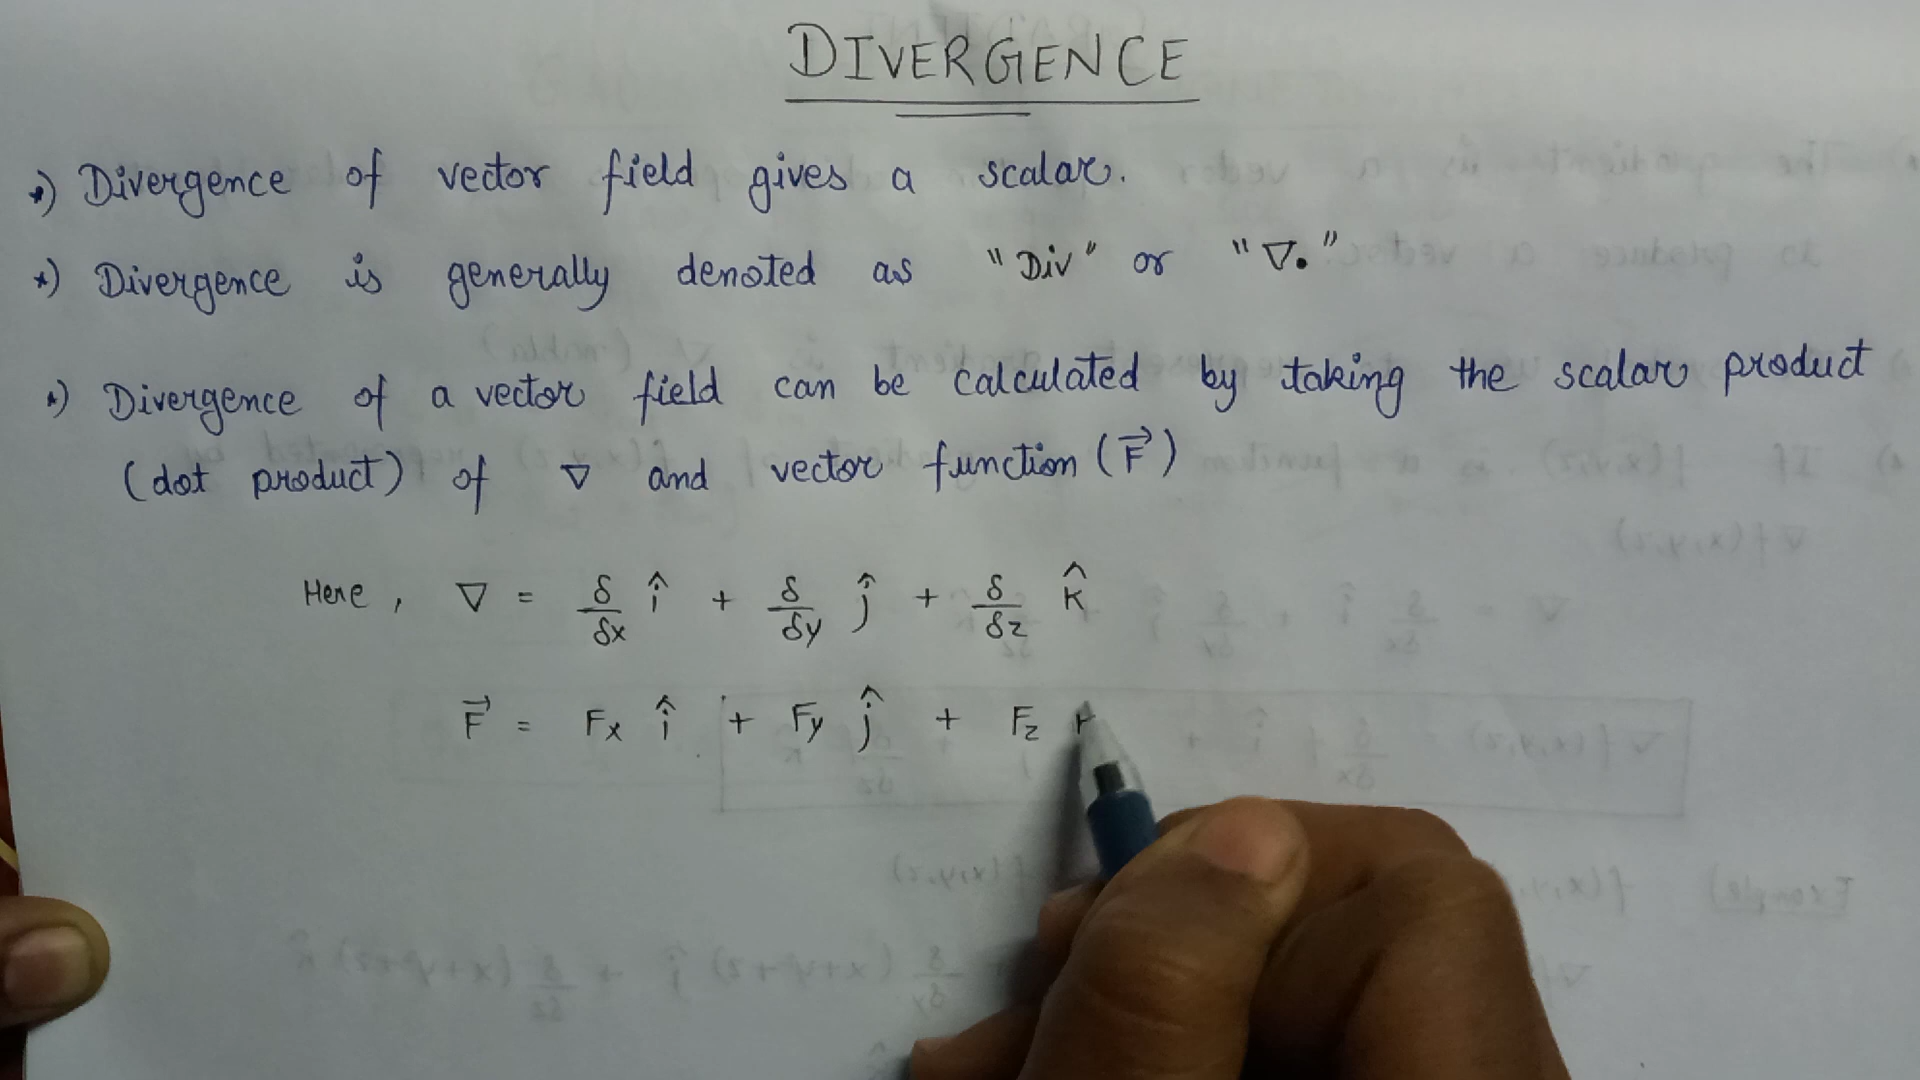 DIVERGENCE
*) Divergence of vector field gives a scalar.
*) Divergence is generally denoted as "Div" or "∇."
*) Divergence of a vector field can be calculated by taking the scalar product
(dot product) of ∇ and vector function (F⃗)
Here, ∇ = δ/δx î + δ/δy ĵ + δ/δz k̂
F⃗ = Fx î + Fy ĵ + Fz